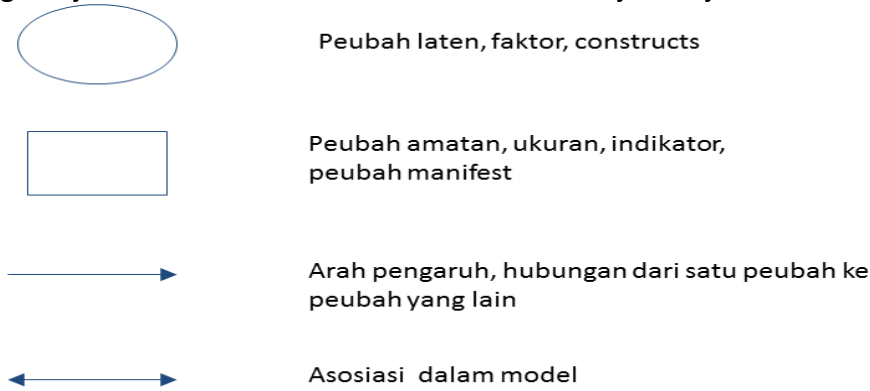 Peubah laten, faktor, constructs
Peubah amatan, ukuran, indikator,
peubah manifest
Arah pengaruh, hubungan dari satu peubah ke
peubah yang lain
Asosiasi dalam model